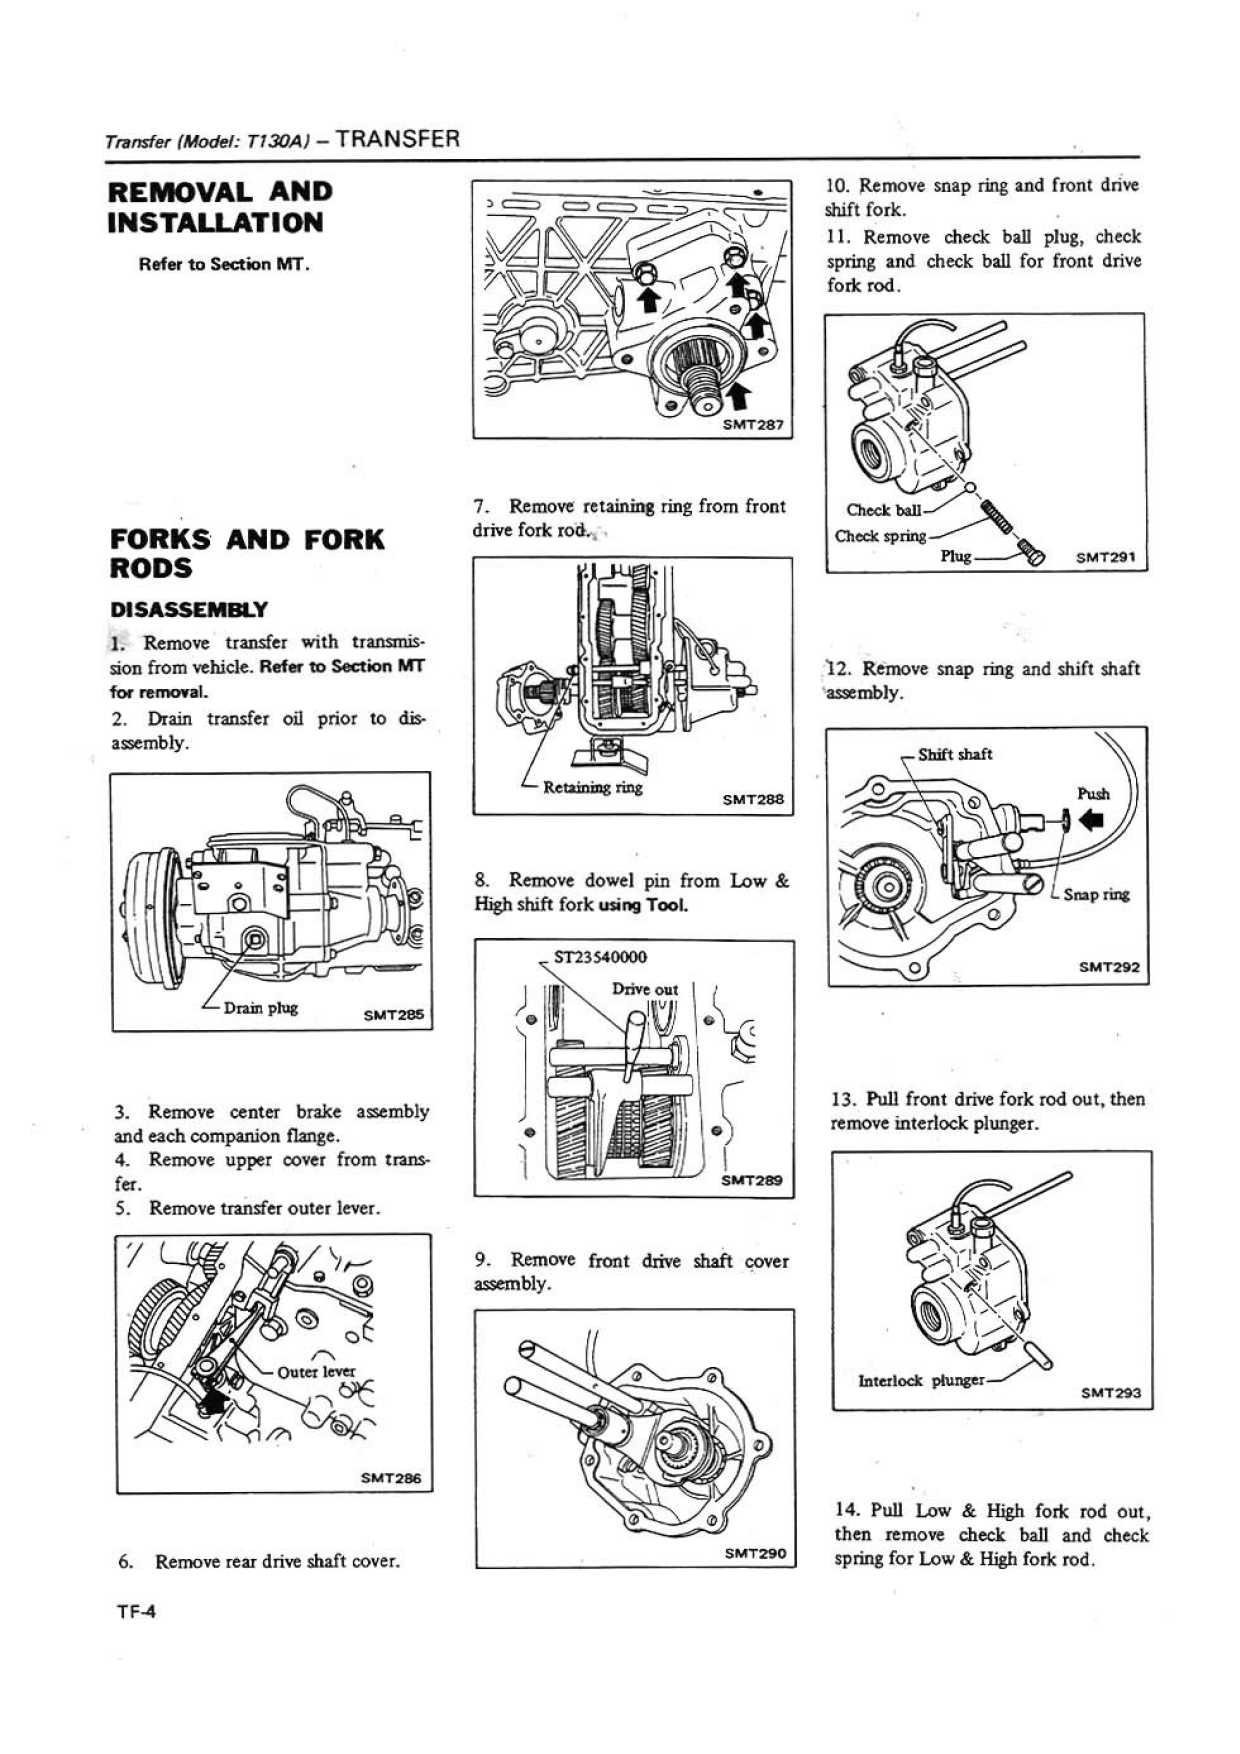 Transfer (Model: T130A) – TRANSFER
REMOVAL AND
INSTALLATION
Refer to Section MT.
FORKS AND FORK
RODS
DISASSEMBLY
1. Remove transfer with transmis-
sion from vehicle. Refer to Section MT
for removal.
2. Drain transfer oil prior to dis-
assembly.
Drain plug
SMT285
3. Remove center brake assembly
and each companion flange.
4. Remove upper cover from trans-
fer.
5. Remove transfer outer lever.
Outer lever
SMT286
6. Remove rear drive shaft cover.
SMT287
7. Remove retaining ring from front
drive fork rod.
Retaining ring
SMT288
8. Remove dowel pin from Low &
High shift fork using Tool.
ST23540000
Drive out
SMT289
9. Remove front drive shaft cover
assembly.
SMT290
10. Remove snap ring and front drive
shift fork.
11. Remove check ball plug, check
spring and check ball for front drive
fork rod.
Check ball
Check spring
Plug
SMT291
12. Remove snap ring and shift shaft
assembly.
Shift shaft
Push
Snap ring
SMT292
13. Pull front drive fork rod out, then
remove interlock plunger.
Interlock plunger
SMT293
14. Pull Low & High fork rod out,
then remove check ball and check
spring for Low & High fork rod.
TF-4